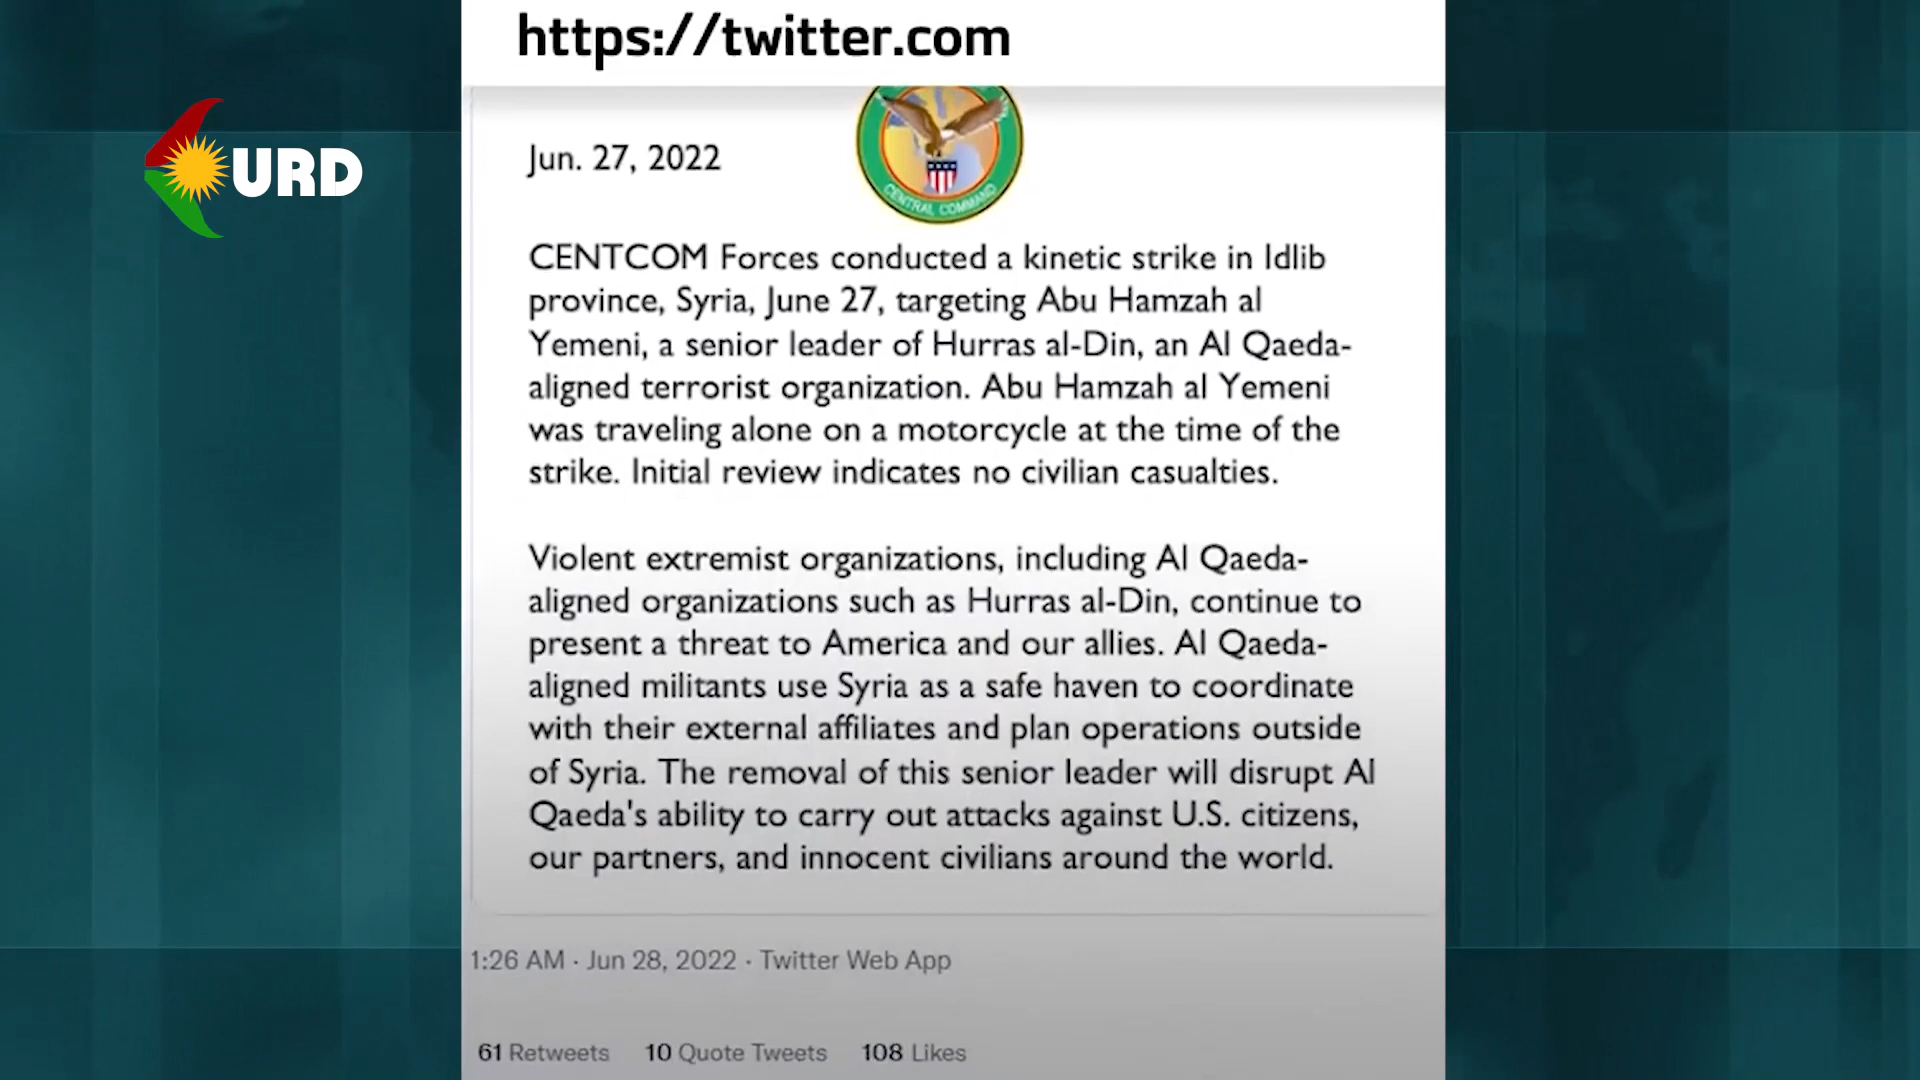 https://twitter.com
URD
CENTRAL COMMAND
Jun. 27, 2022
CENTCOM Forces conducted a kinetic strike in Idlib
province, Syria, June 27, targeting Abu Hamzah al
Yemeni, a senior leader of Hurras al-Din, an Al Qaeda-
aligned terrorist organization. Abu Hamzah al Yemeni
was traveling alone on a motorcycle at the time of the
strike. Initial review indicates no civilian casualties.
Violent extremist organizations, including Al Qaeda-
aligned organizations such as Hurras al-Din, continue to
present a threat to America and our allies. Al Qaeda-
aligned militants use Syria as a safe haven to coordinate
with their external affiliates and plan operations outside
of Syria. The removal of this senior leader will disrupt Al
Qaeda's ability to carry out attacks against U.S. citizens,
our partners, and innocent civilians around the world.
1:26 AM · Jun 28, 2022 · Twitter Web App
61 Retweets 10 Quote Tweets 108 Likes